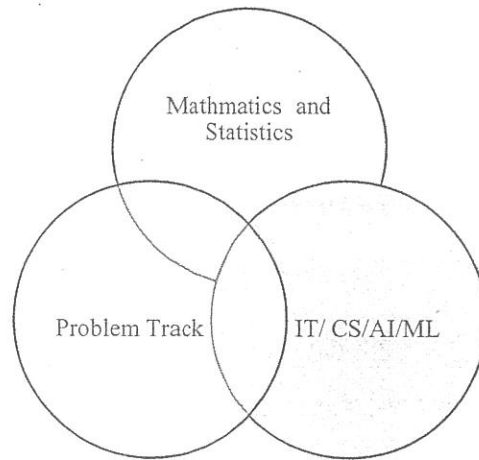 Mathmatics and
Statistics
Problem Track
IT/ CS/AI/ML